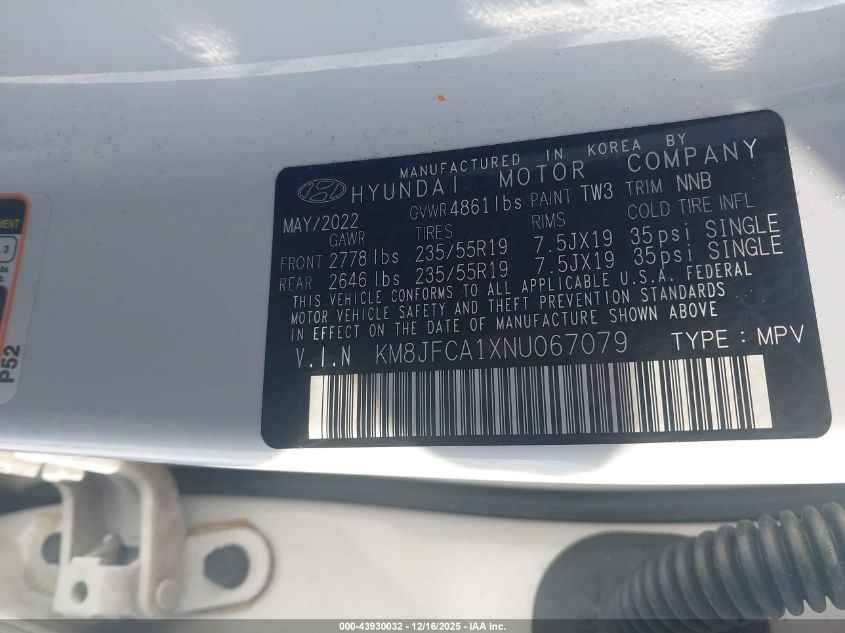 MANUFACTURED IN KOREA BY
HYUNDAI MOTOR COMPANY
MAY/2022 GVWR 4861lbs PAINT TW3 TRIM NNB
GAWR TIRES RIMS COLD TIRE INFL
FRONT 2778 lbs 235/55R19 7.5JX19 35psi SINGLE
REAR 2646 lbs 235/55R19 7.5JX19 35psi SINGLE
THIS VEHICLE CONFORMS TO ALL APPLICABLE U.S.A. FEDERAL
MOTOR VEHICLE SAFETY AND THEFT PREVENTION STANDARDS
IN EFFECT ON THE DATE OF MANUFACTURE SHOWN ABOVE
V.I.N KM8JFCA1XNU067079 TYPE : MPV
P52
000-43930032 - 12/16/2025 - IAA Inc.